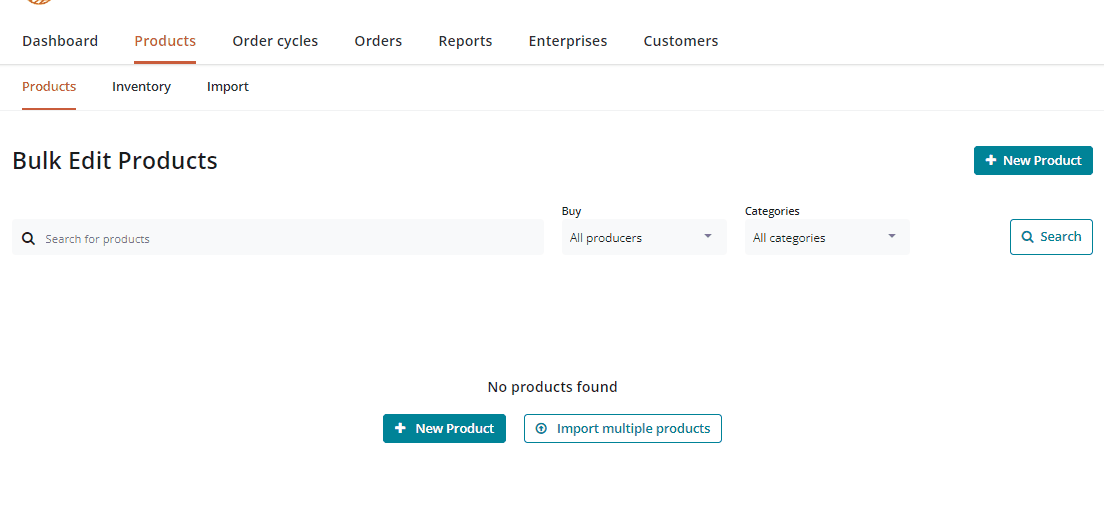 Dashboard Products Order cycles Orders Reports Enterprises Customers
Products Inventory Import
Bulk Edit Products
New Product
Buy
Categories
Search for products
All producers
All categories
Search
No products found
New Product
Import multiple products